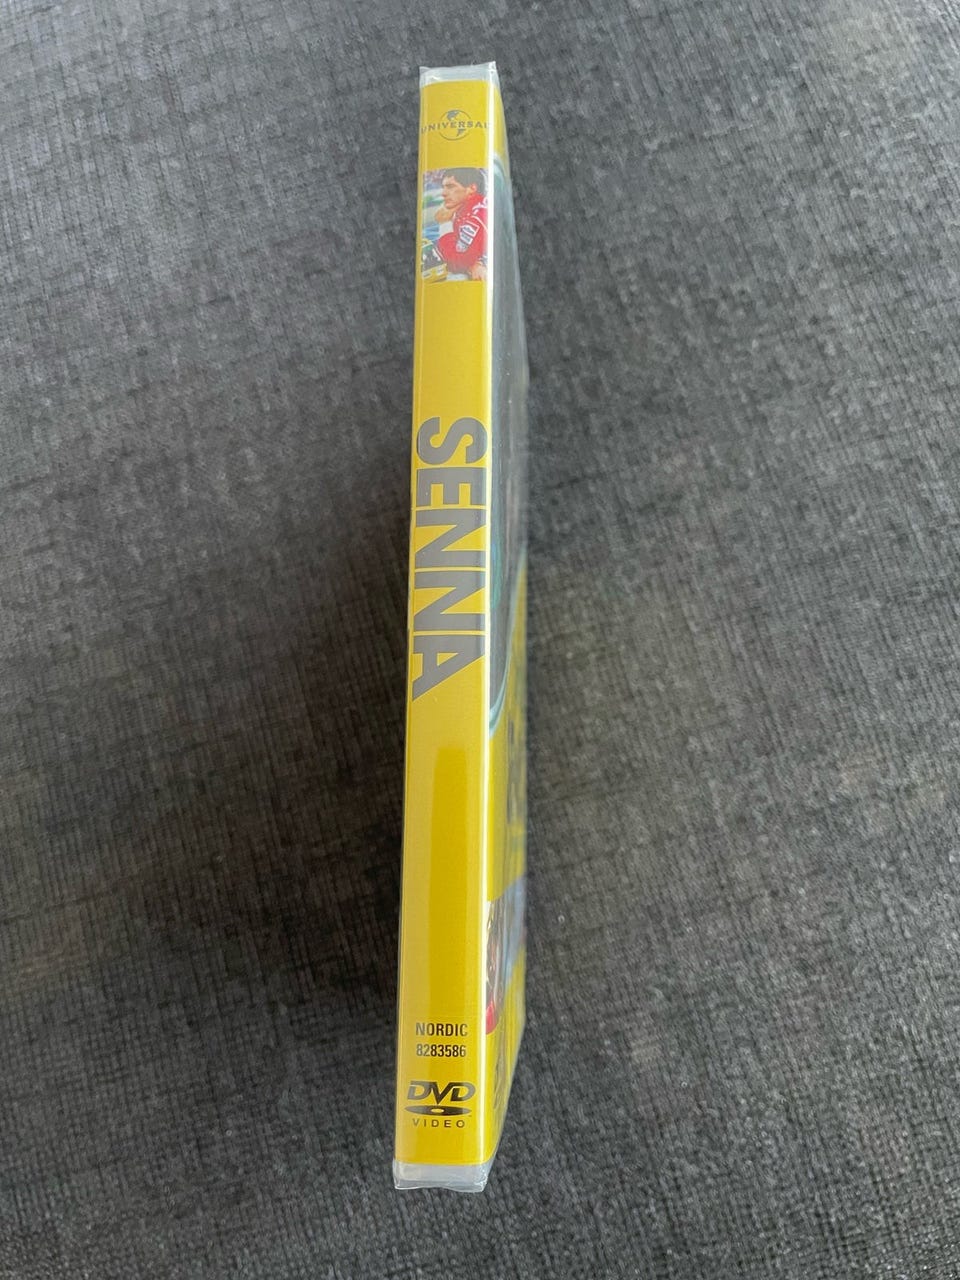 UNIVERSAL
SENNA
NORDIC
8283586
DVD
VIDEO